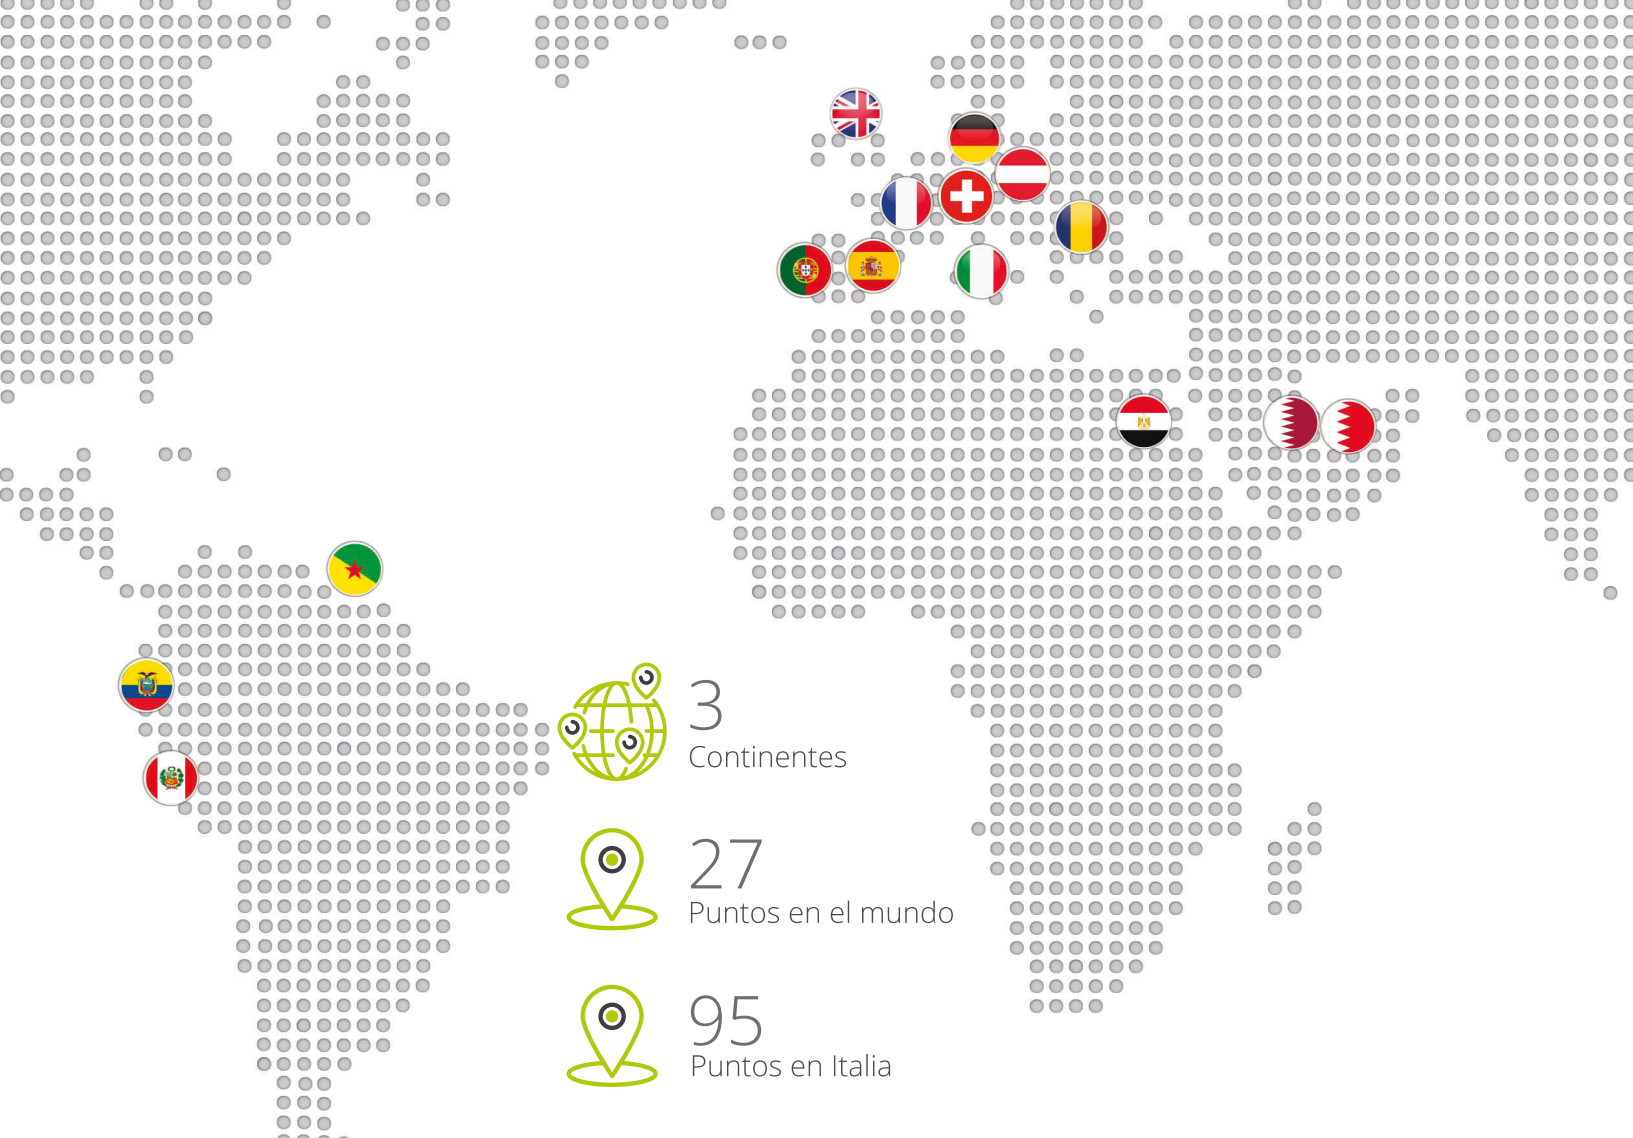 3
Continentes
27
Puntos en el mundo
95
Puntos en Italia